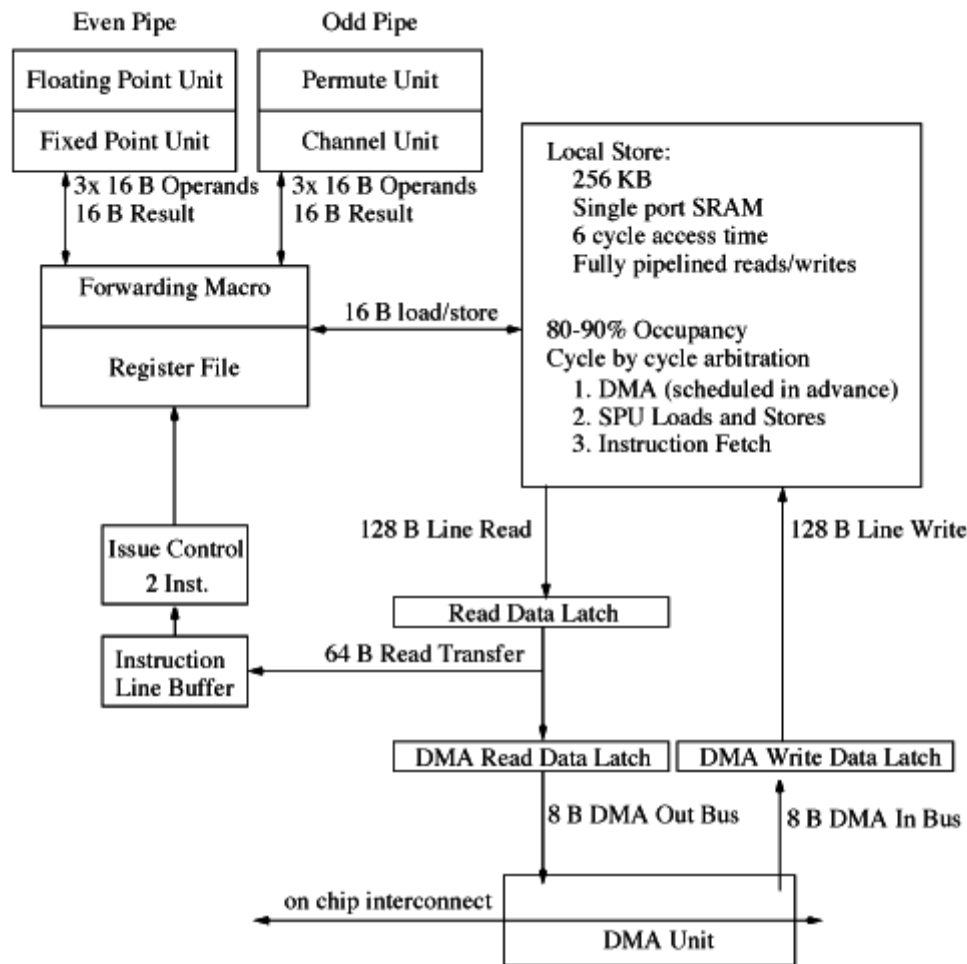 Even Pipe
Odd Pipe
Floating Point Unit
Fixed Point Unit
Permute Unit
Channel Unit
3x 16 B Operands
16 B Result
3x 16 B Operands
16 B Result
Forwarding Macro
Register File
16 B load/store
Local Store:
256 KB
Single port SRAM
6 cycle access time
Fully pipelined reads/writes
80-90% Occupancy
Cycle by cycle arbitration
1. DMA (scheduled in advance)
2. SPU Loads and Stores
3. Instruction Fetch
128 B Line Read
128 B Line Write
Issue Control
2 Inst.
Read Data Latch
64 B Read Transfer
Instruction
Line Buffer
DMA Read Data Latch
DMA Write Data Latch
8 B DMA Out Bus
8 B DMA In Bus
on chip interconnect
DMA Unit